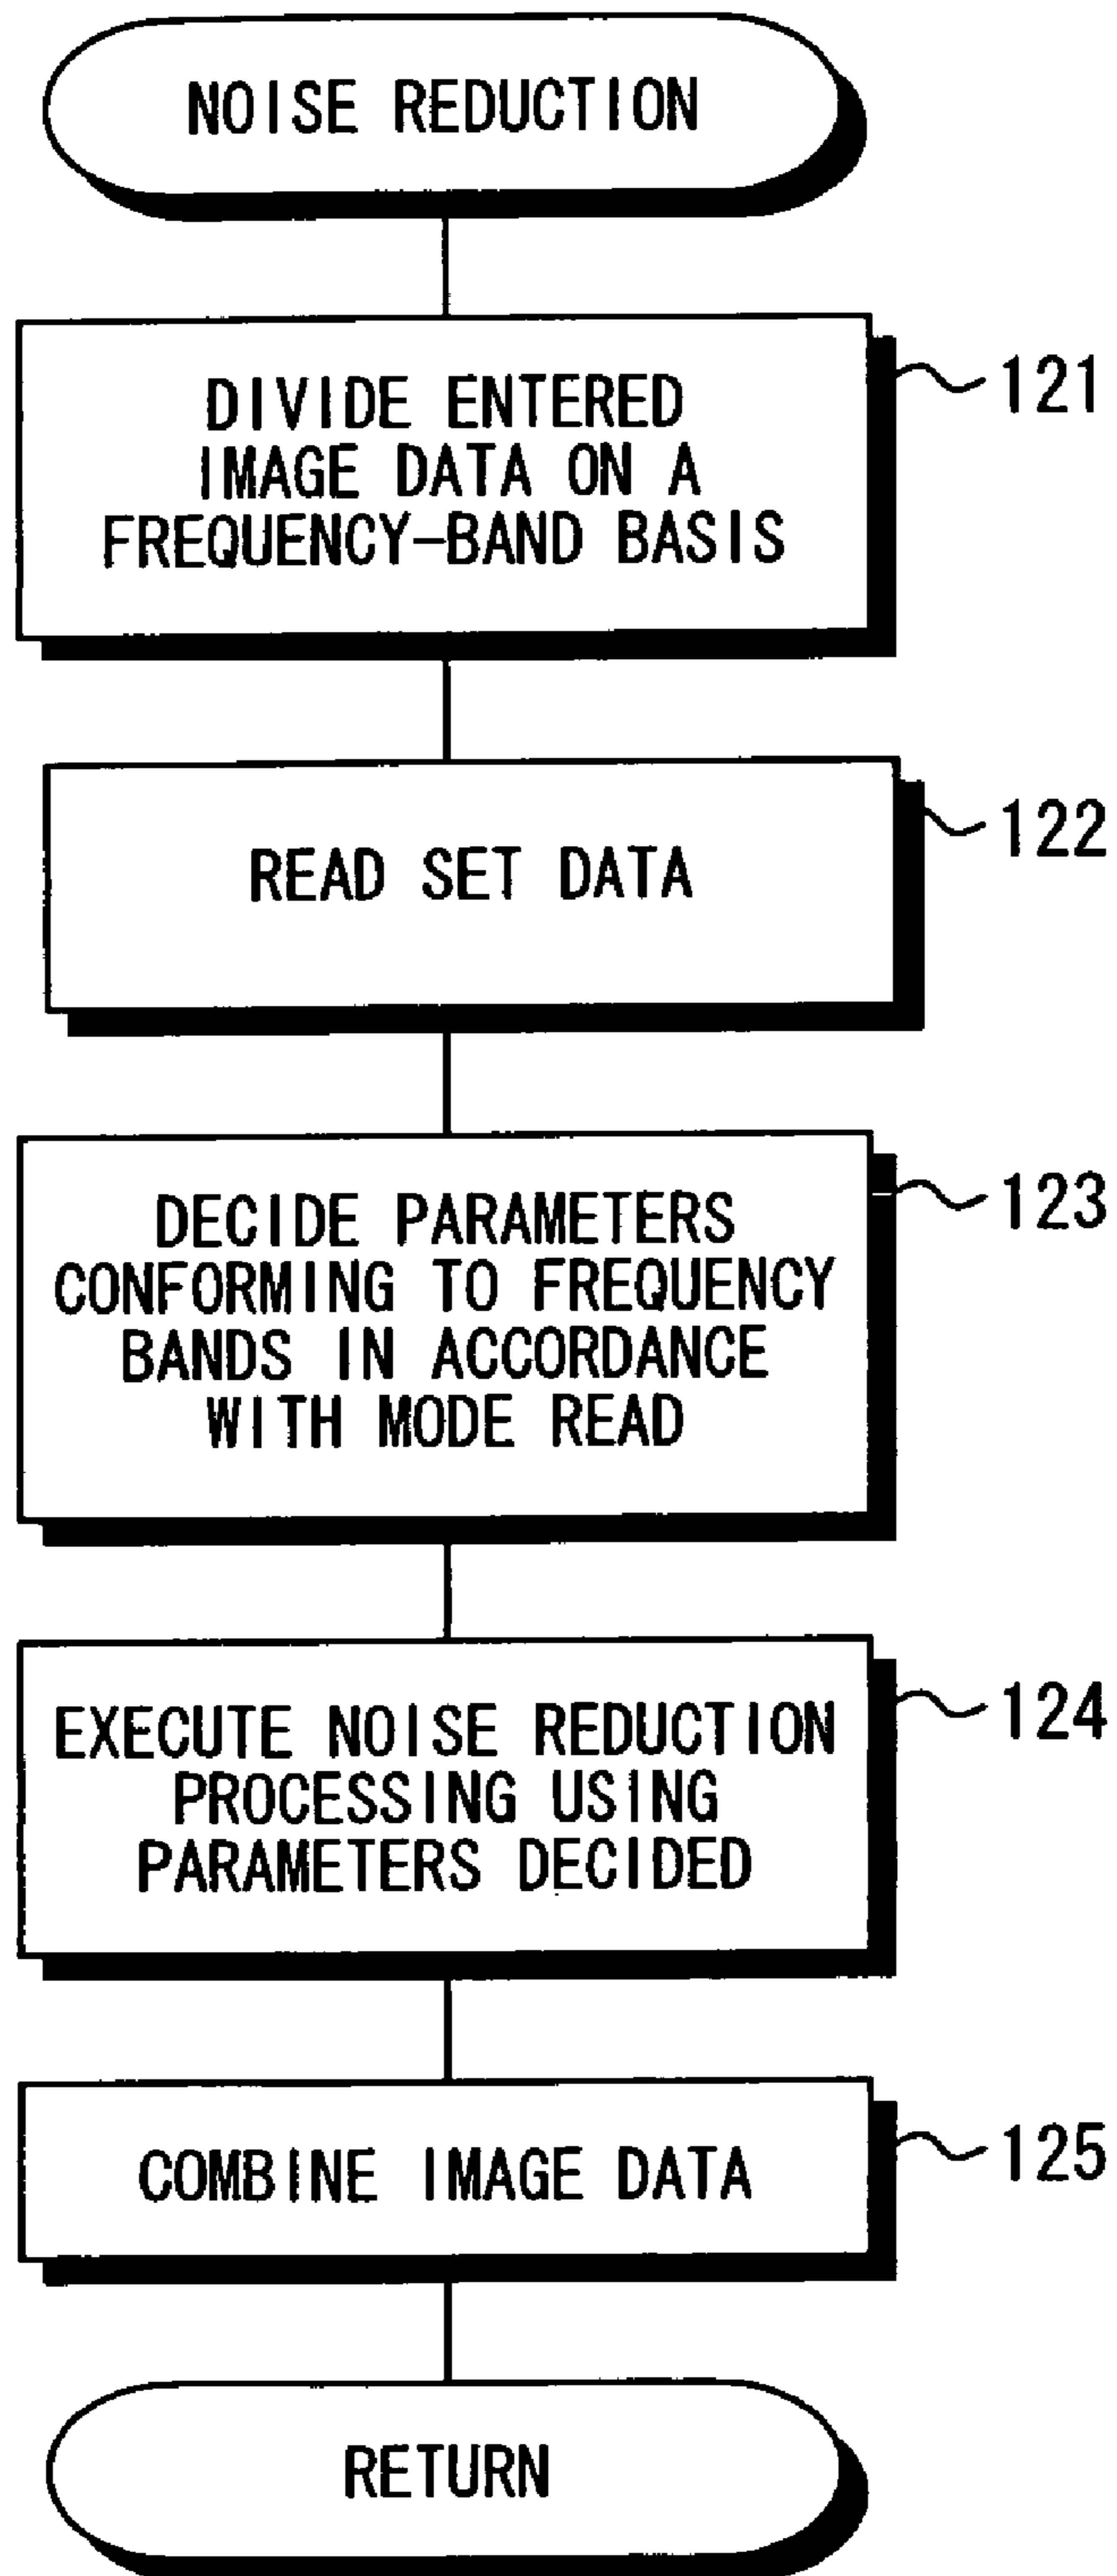 NOISE REDUCTION
DIVIDE ENTERED
IMAGE DATA ON A
FREQUENCY-BAND BASIS
121
READ SET DATA
122
DECIDE PARAMETERS
CONFORMING TO FREQUENCY
BANDS IN ACCORDANCE
WITH MODE READ
123
EXECUTE NOISE REDUCTION
PROCESSING USING
PARAMETERS DECIDED
124
COMBINE IMAGE DATA
125
RETURN